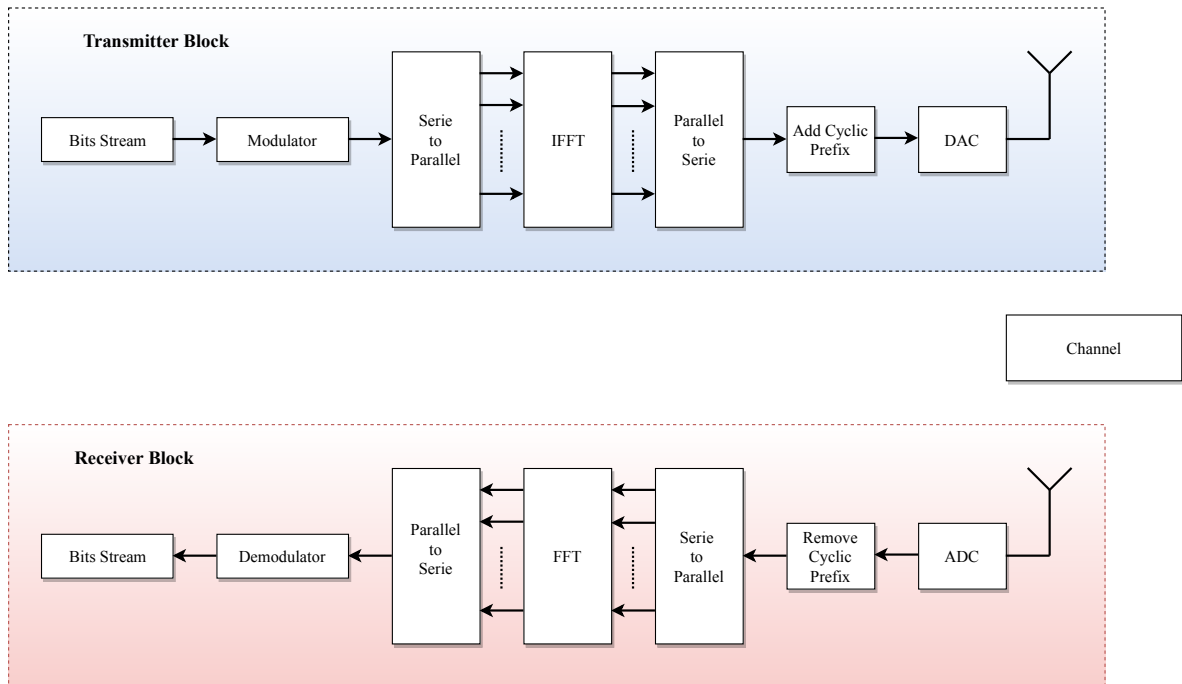 Transmitter Block
Bits Stream
Modulator
Serie
to
Parallel
IFFT
Parallel
to
Serie
Add Cyclic
Prefix
DAC
Channel
Receiver Block
Bits Stream
Demodulator
Parallel
to
Serie
FFT
Serie
to
Parallel
Remove
Cyclic
Prefix
ADC